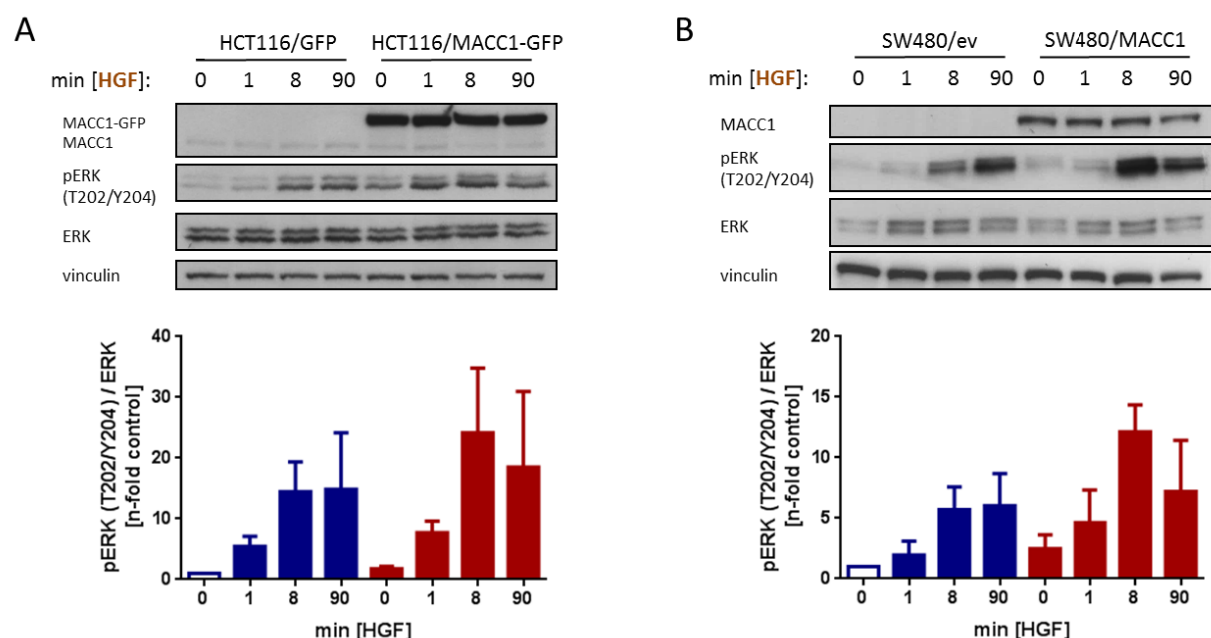 A
HCT116/GFP HCT116/MACC1-GFP
min [HGF]: 0 1 8 90 0 1 8 90
MACC1-GFP
MACC1
pERK
(T202/Y204)
ERK
vinculin
pERK (T202/Y204) / ERK
[n-fold control]
40
30
20
10
0
0 1 8 90 0 1 8 90
min [HGF]
B
SW480/ev SW480/MACC1
min [HGF]: 0 1 8 90 0 1 8 90
MACC1
pERK
(T202/Y204)
ERK
vinculin
pERK (T202/Y204) / ERK
[n-fold control]
20
15
10
5
0
0 1 8 90 0 1 8 90
min [HGF]